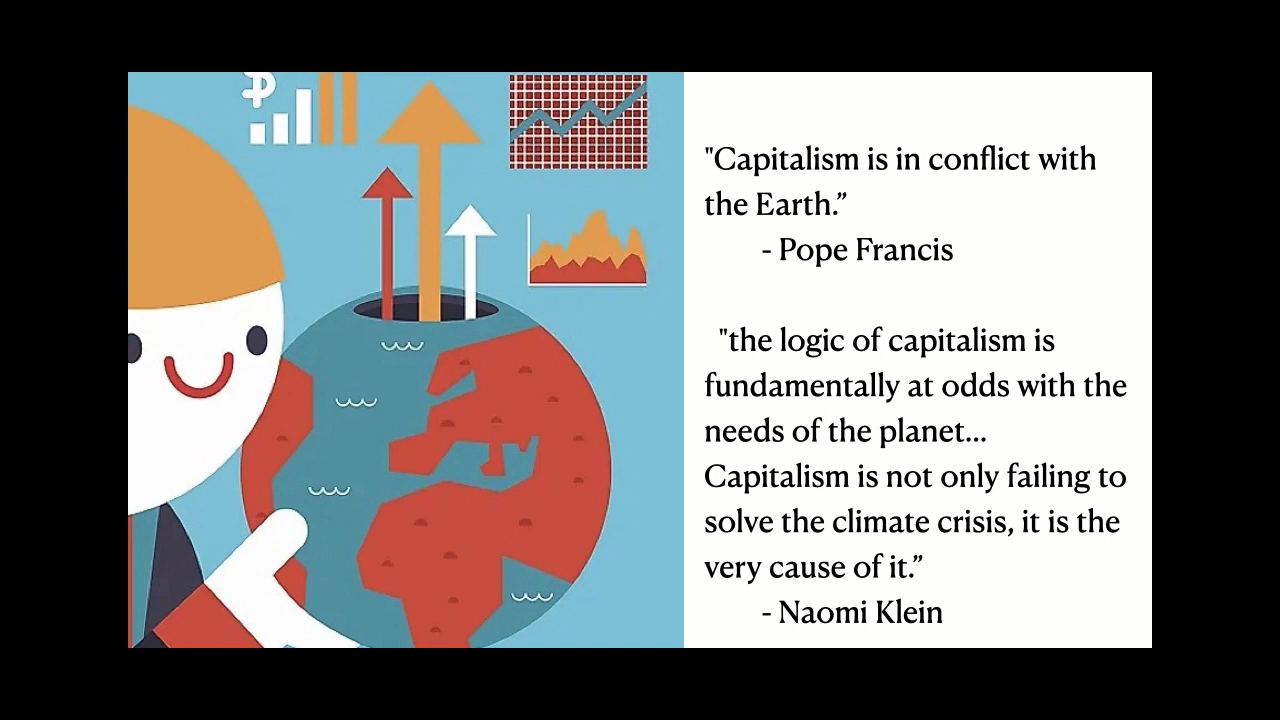 "Capitalism is in conflict with
the Earth.”
- Pope Francis
"the logic of capitalism is
fundamentally at odds with the
needs of the planet...
Capitalism is not only failing to
solve the climate crisis, it is the
very cause of it.”
- Naomi Klein